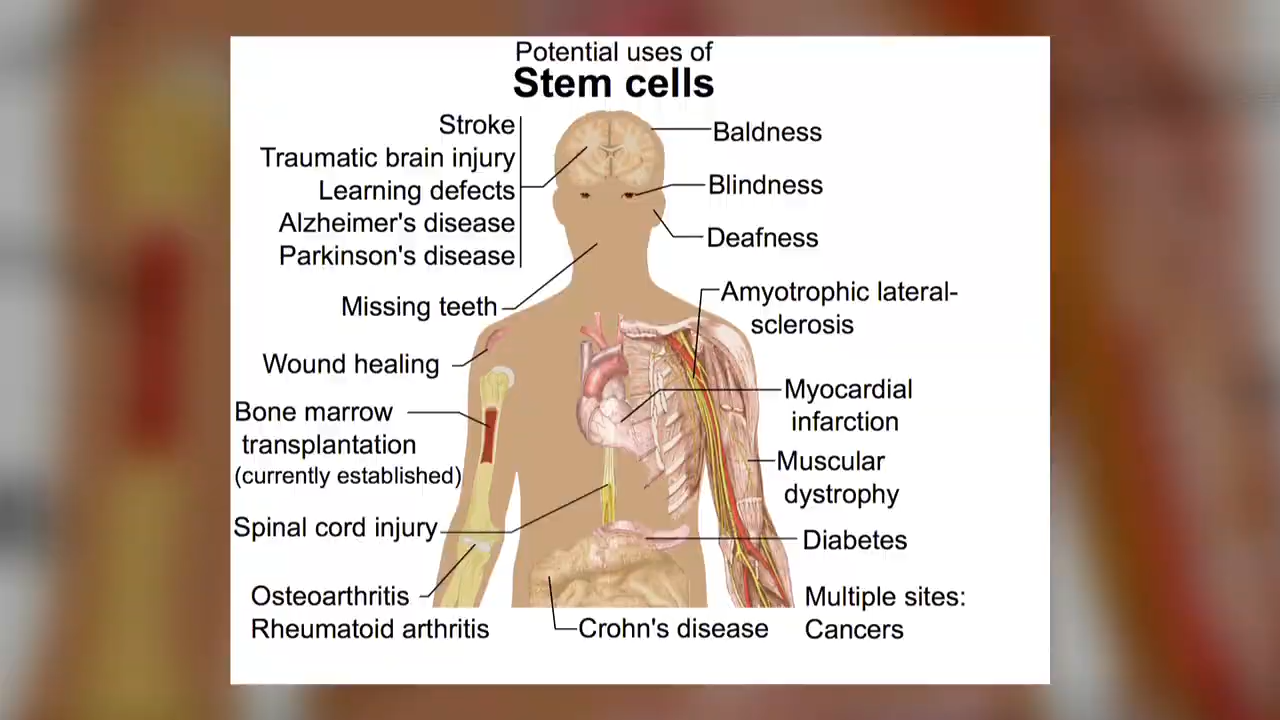 Potential uses of
Stem cells
Stroke
Traumatic brain injury
Learning defects
Alzheimer's disease
Parkinson's disease
Missing teeth
Wound healing
Bone marrow
transplantation
(currently established)
Spinal cord injury
Osteoarthritis
Rheumatoid arthritis
Baldness
Blindness
Deafness
Amyotrophic lateral-
sclerosis
Myocardial
infarction
Muscular
dystrophy
Diabetes
Crohn's disease
Multiple sites:
Cancers